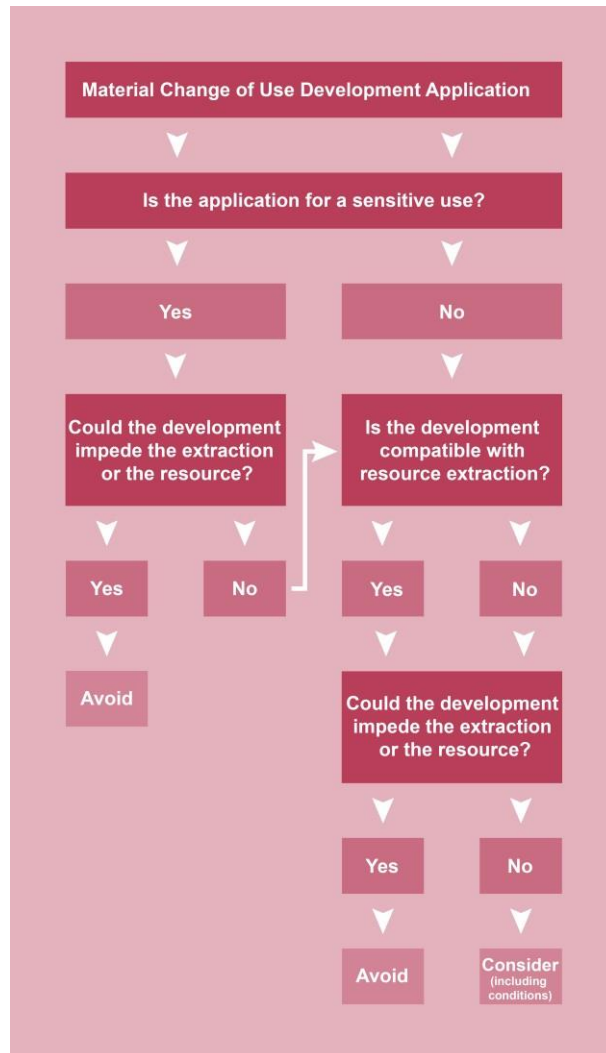 Material Change of Use Development Application
Is the application for a sensitive use?
Yes
No
Could the development
impede the extraction
or the resource?
Is the development
compatible with
resource extraction?
Yes
No
Yes
No
Avoid
Could the development
impede the extraction
or the resource?
Yes
No
Avoid
Consider
(including
conditions)